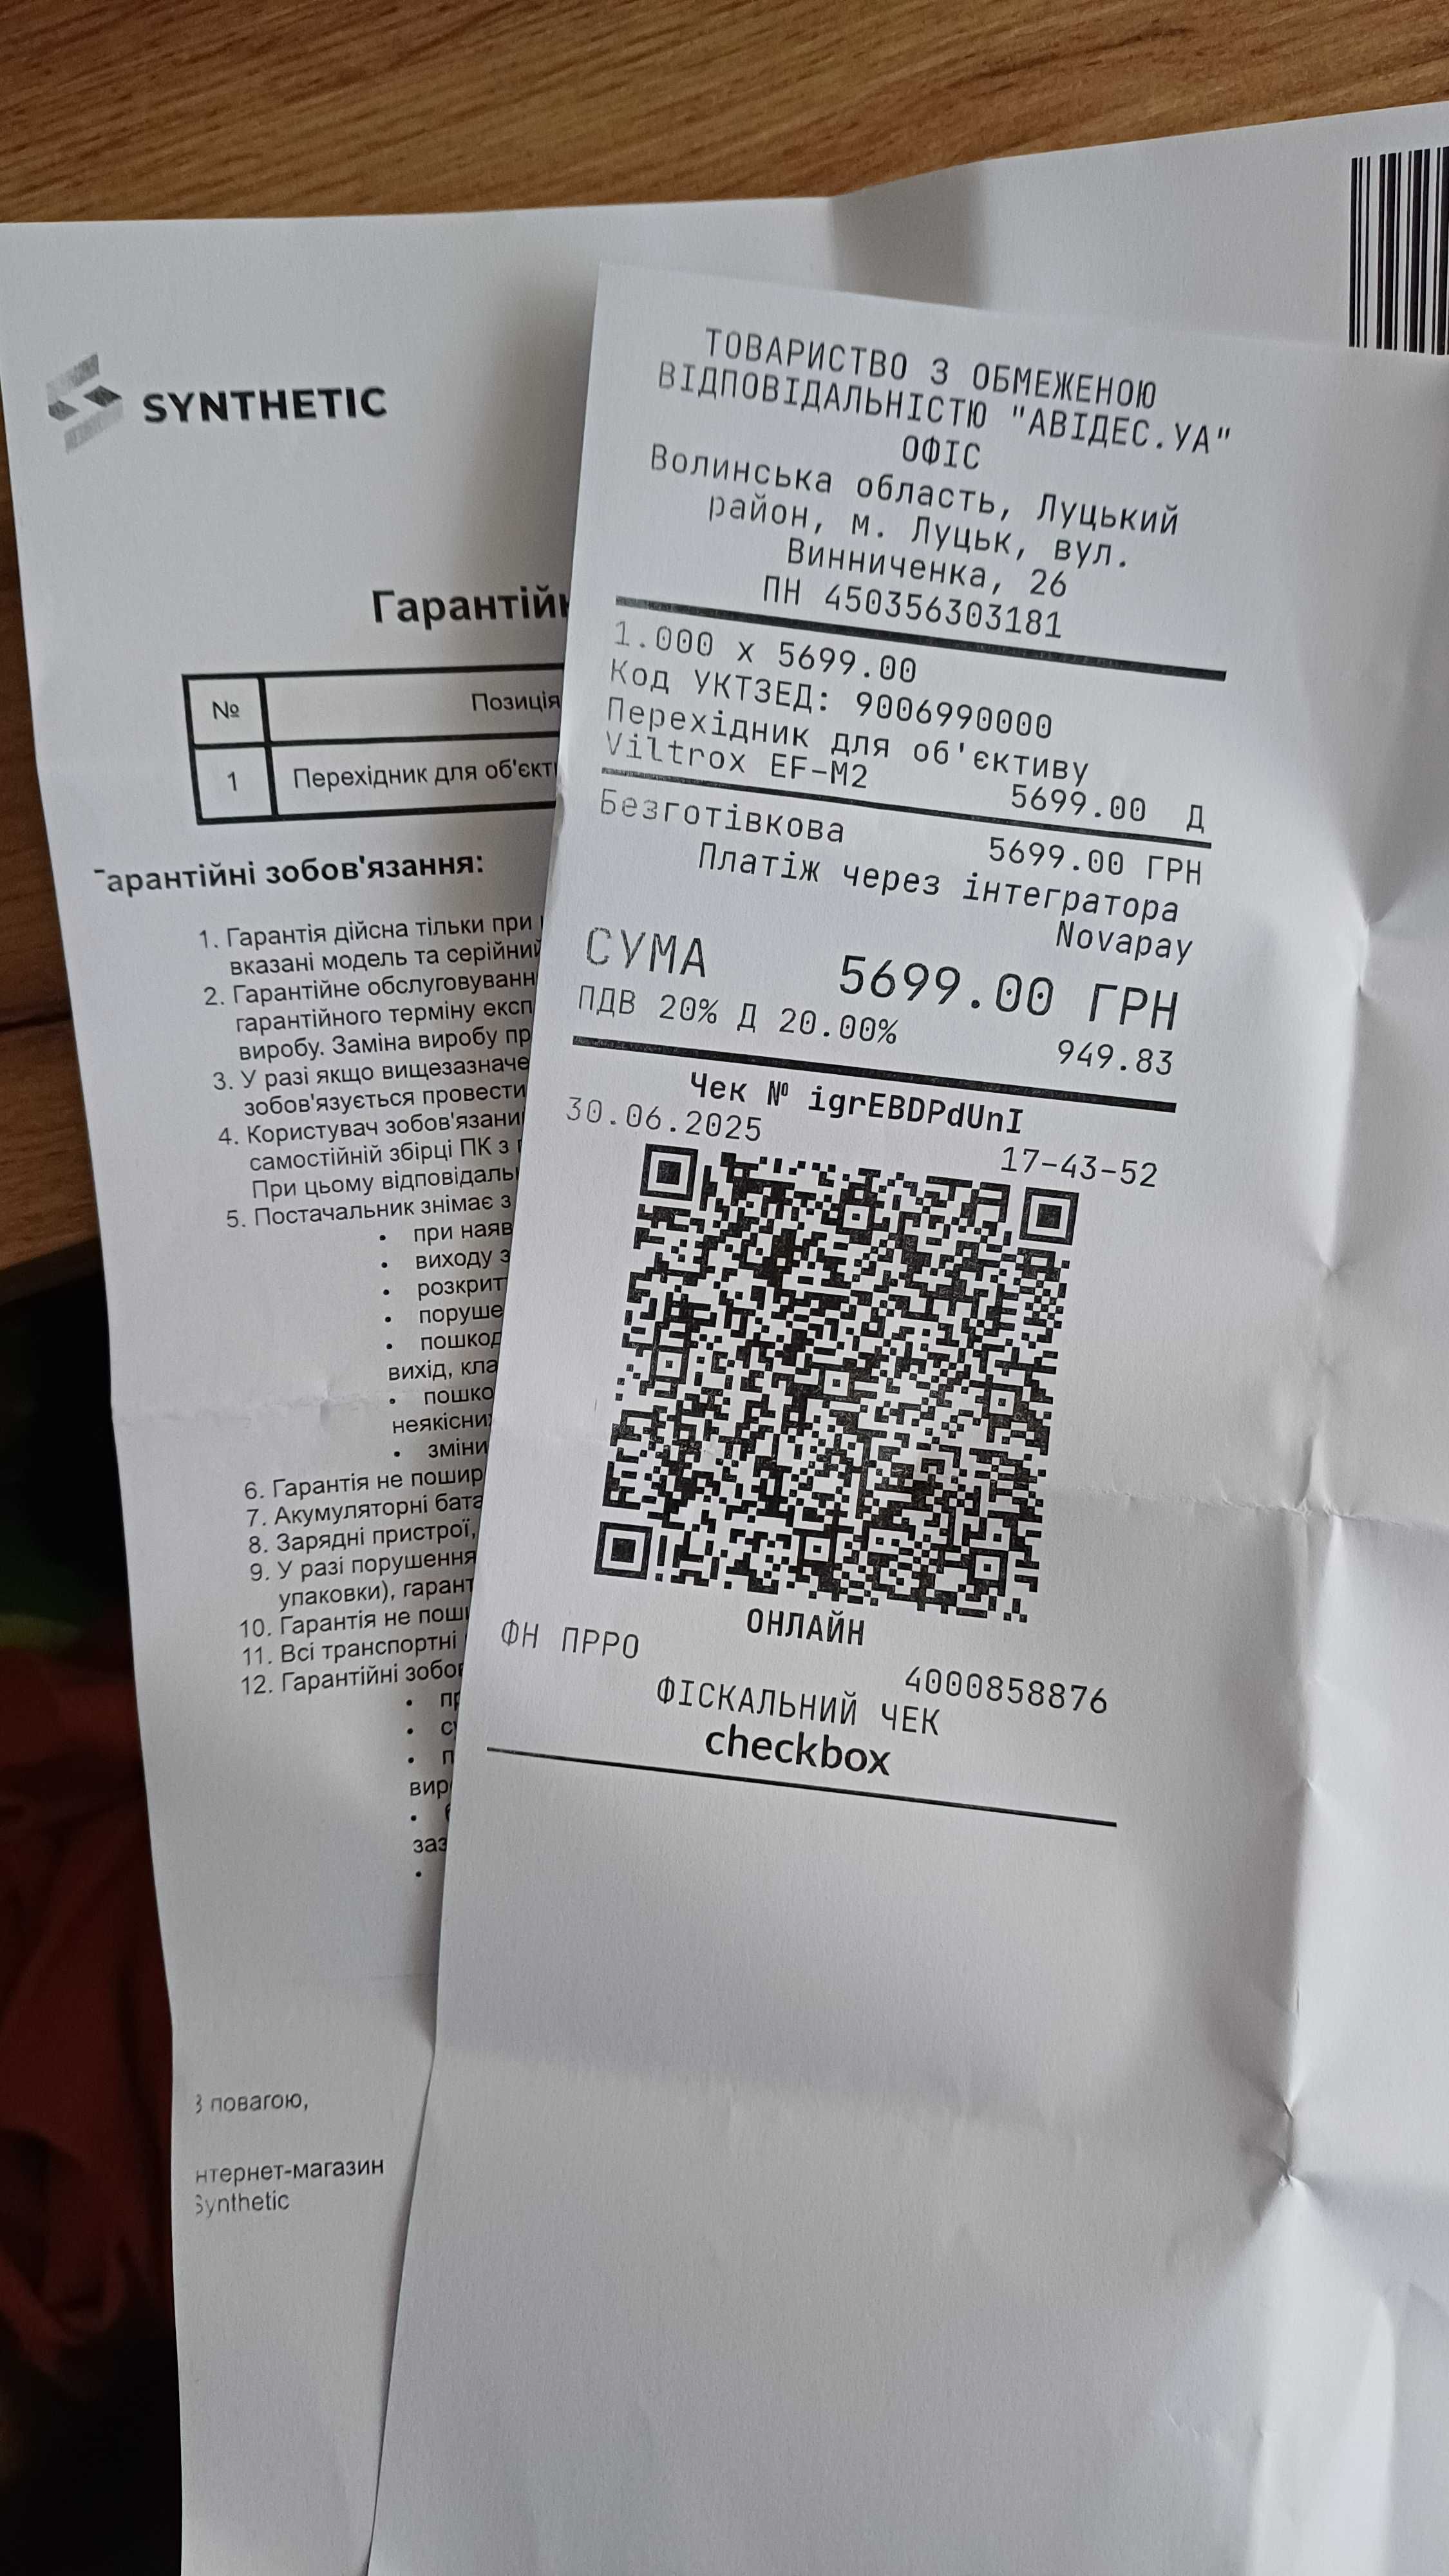 SYNTHETIC
Гарантій
№ Позиція
1 Перехідник для об'єкт
арантійні зобов'язання:
1. Гарантія дійсна тільки при
вказані модель та серійний
2. Гарантійне обслуговуванн
гарантійного терміну експ
виробу. Заміна виробу пр
3. У разі якщо вищезазначе
зобов'язується провести
4. Користувач зобов'язани
самостійній збірці ПК з
При цьому відповідаль
5. Постачальник знімає з
• при наяв
• виходу з
• розкрит
• поруше
• пошкод
вихід, кла
• пошко
неякісни
• зміни
6. Гарантія не пошир
7. Акумуляторні бата
8. Зарядні пристрої,
9. У разі порушення
упаковки), гарант
10. Гарантія не поши
11. Всі транспортні
12. Гарантійні зобов
• пр
• с
• п
вир
•
заз
•
З повагою,
нтернет-магазин
Synthetic
ТОВАРИСТВО З ОБМЕЖЕНОЮ
ВІДПОВІДАЛЬНІСТЮ "АВІДЕС.УА"
ОФІС
Волинська область, Луцький
район, м. Луцьк, вул.
Винниченка, 26
ПН 450356303181
1.000 x 5699.00
Код УКТЗЕД: 9006990000
Перехідник для об'єктиву
Viltrox EF-M2 5699.00 Д
Безготівкова 5699.00 ГРН
Платіж через інтегратора
Novapay
СУМА 5699.00 ГРН
ПДВ 20% Д 20.00% 949.83
Чек № igrEBDPdUnI
30.06.2025 17-43-52
ОНЛАЙН
ФН ПРРО 4000858876
ФІСКАЛЬНИЙ ЧЕК
checkbox